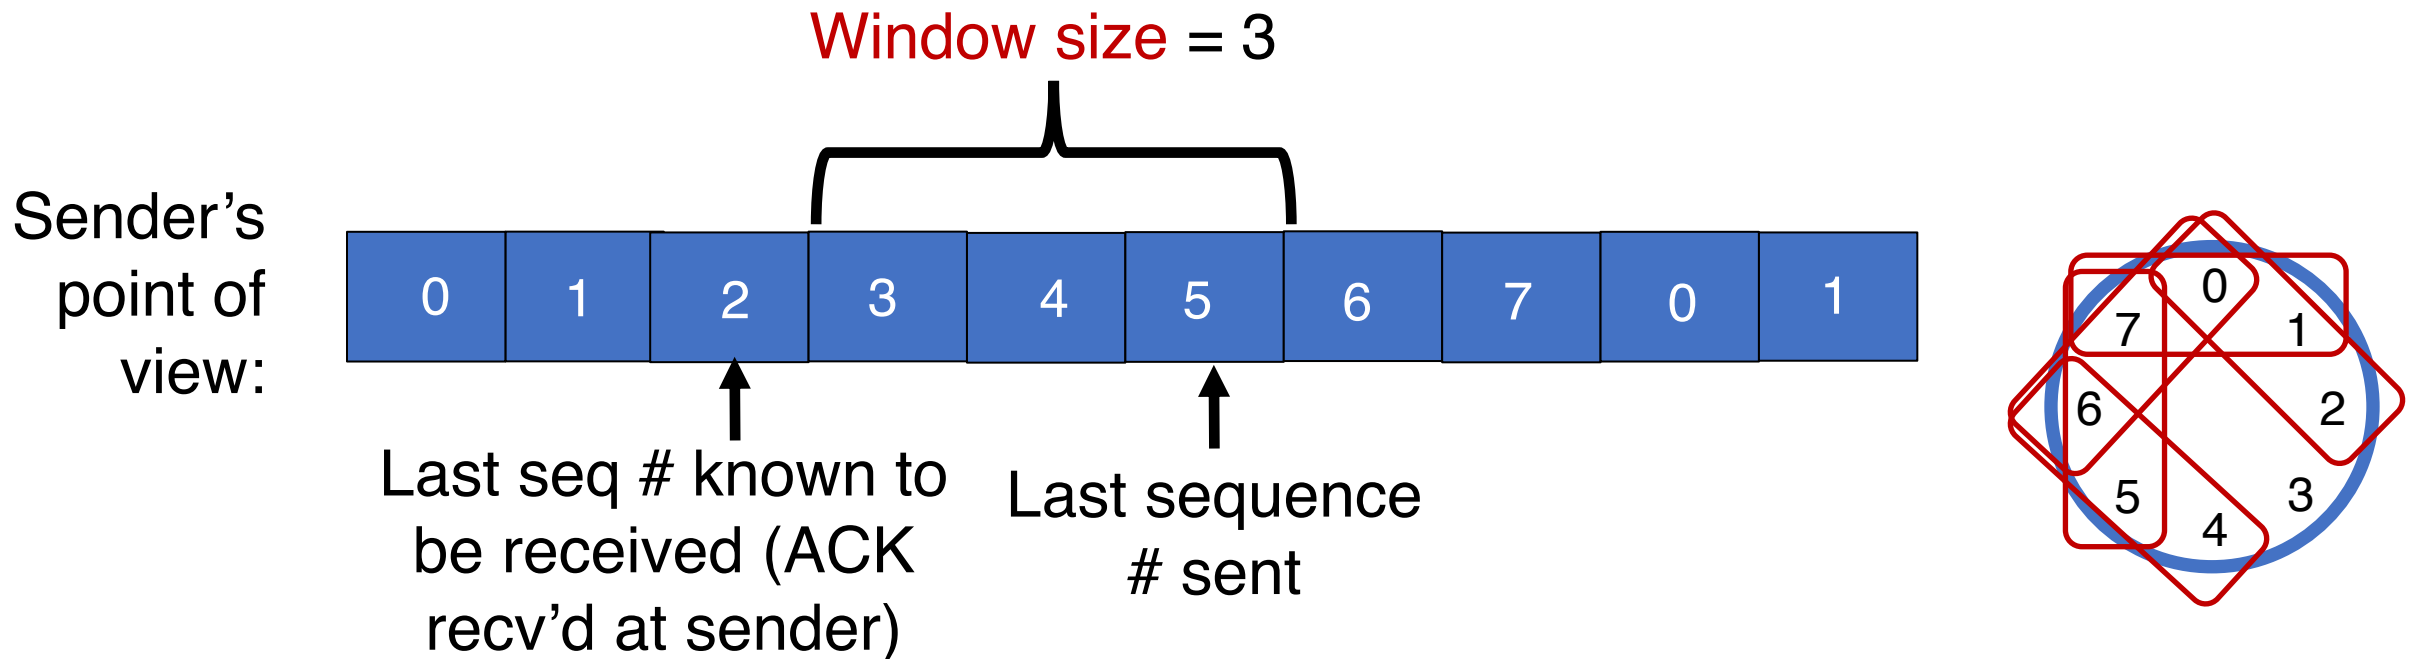 Window size = 3
Sender’s
point of
view:
0 1 2 3 4 5 6 7 0 1
Last seq # known to
be received (ACK
recv’d at sender)
Last sequence
# sent
0
7 1
6 2
5 3
4